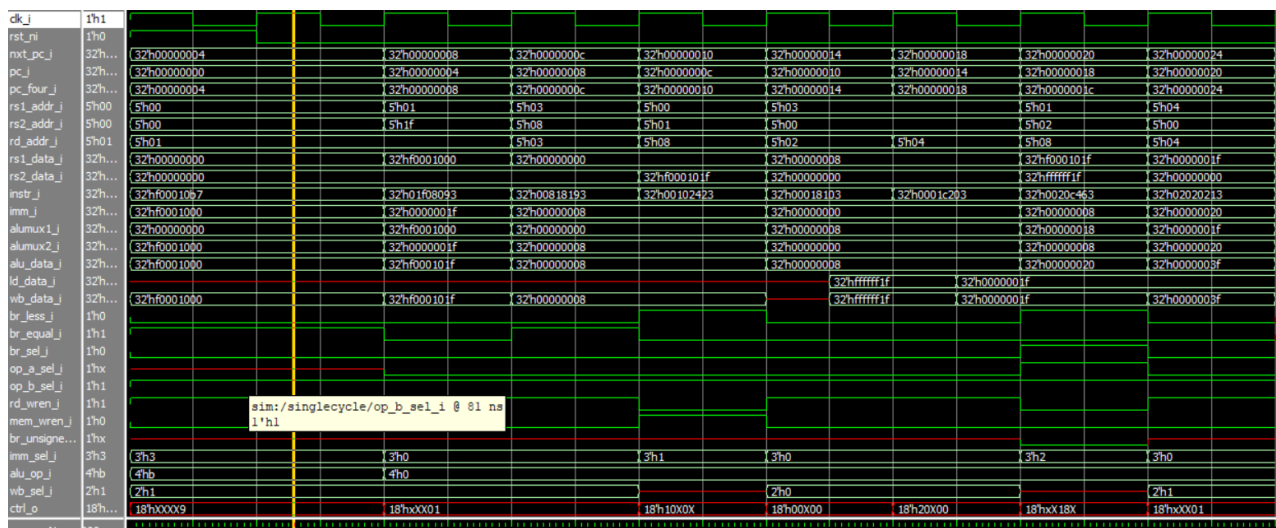 clk_i 1'h1
rst_ni 1'h0
nxt_pc_i 32'h... 32'h00000004 32'h00000008 32'h0000000c 32'h00000010 32'h00000014 32'h00000018 32'h00000020 32'h00000024
pc_i 32'h... 32'h00000000 32'h00000004 32'h00000008 32'h0000000c 32'h00000010 32'h00000014 32'h00000018 32'h00000020
pc_four_i 32'h... 32'h00000004 32'h00000008 32'h0000000c 32'h00000010 32'h00000014 32'h00000018 32'h0000001c 32'h00000024
rs1_addr_i 5'h00 5'h00 5'h01 5'h03 5'h00 5'h03 5'h01 5'h04
rs2_addr_i 5'h00 5'h00 5'h1f 5'h08 5'h01 5'h00 5'h02 5'h00
rd_addr_i 5'h01 5'h01 5'h03 5'h08 5'h02 5'h04 5'h08 5'h04
rs1_data_i 32'h... 32'h00000000 32'hf0001000 32'h00000000 32'h00000008 32'hf000101f 32'h0000001f
rs2_data_i 32'h... 32'h00000000 32'hf000101f 32'h00000000 32'hffffff1f 32'h00000000
instr_i 32'h... 32'hf00010b7 32'h01f08093 32'h00818193 32'h00102423 32'h00018103 32'h0001c203 32'h0020c463 32'h02020213
imm_i 32'h... 32'hf0001000 32'h0000001f 32'h00000008 32'h00000000 32'h00000008 32'h00000020
alumux1_i 32'h... 32'h00000000 32'hf0001000 32'h00000000 32'h00000008 32'h00000018 32'h0000001f
alumux2_i 32'h... 32'hf0001000 32'h0000001f 32'h00000008 32'h00000000 32'h00000008 32'h00000020
alu_data_i 32'h... 32'hf0001000 32'hf000101f 32'h00000008 32'h00000008 32'h00000020 32'h0000003f
ld_data_i 32'h... 32'hffffff1f 32'h0000001f
wb_data_i 32'h... 32'hf0001000 32'hf000101f 32'h00000008 32'hffffff1f 32'h0000001f 32'h0000003f
br_less_i 1'h0
br_equal_i 1'h1
br_sel_i 1'h0
op_a_sel_i 1'hx
op_b_sel_i 1'h1
rd_wren_i 1'h1
sim:/singlecycle/op_b_sel_i @ 81 ns
mem_wren_i 1'h0
1'h1
br_unsigne... 1'hx
imm_sel_i 3'h3 3'h3 3'h0 3'h1 3'h0 3'h2 3'h0
alu_op_i 4'hb 4'hb 4'h0
wb_sel_i 2'h1 2'h1 2'h0 2'h1
ctrl_o 18'h... 18'hXXXX9 18'hxXX01 18'h10X0X 18'h00X00 18'h20X00 18'hxX18X 18'hxXX01